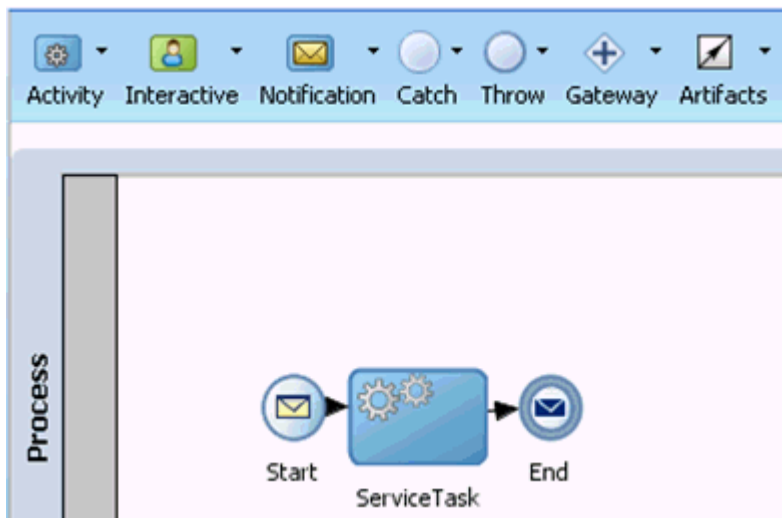 Activity Interactive Notification Catch Throw Gateway Artifacts
Process
Start
ServiceTask
End